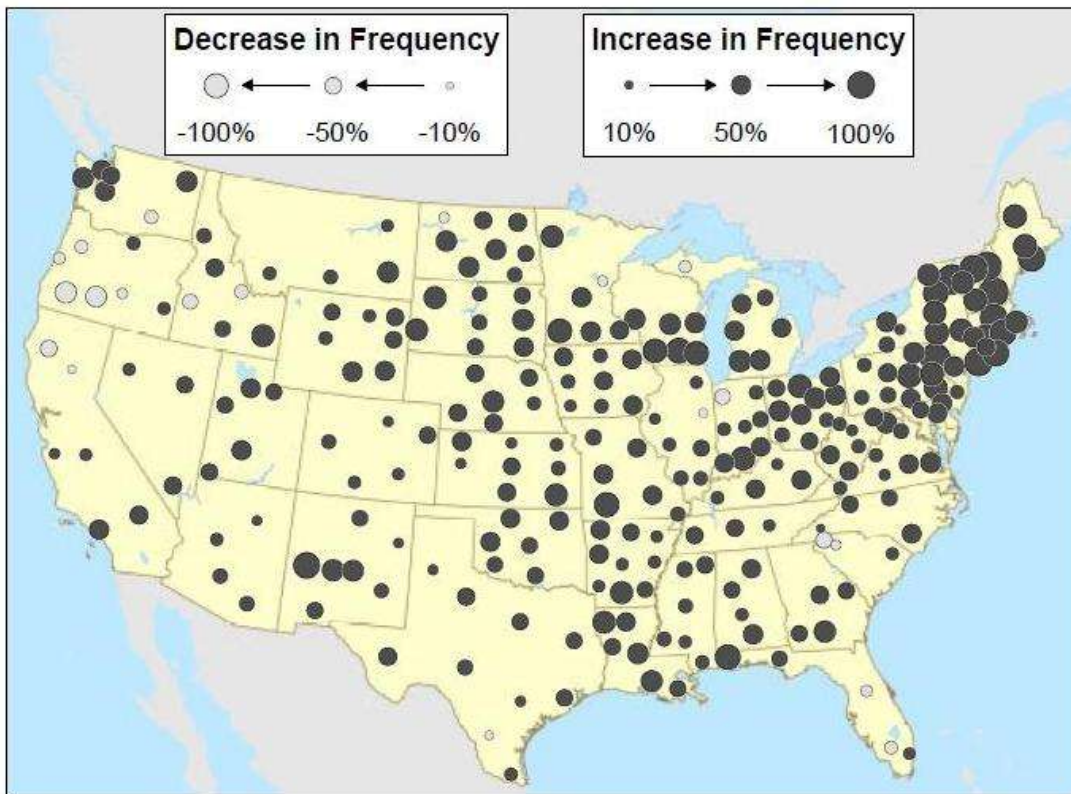 Decrease in Frequency
-100% -50% -10%
Increase in Frequency
10% 50% 100%